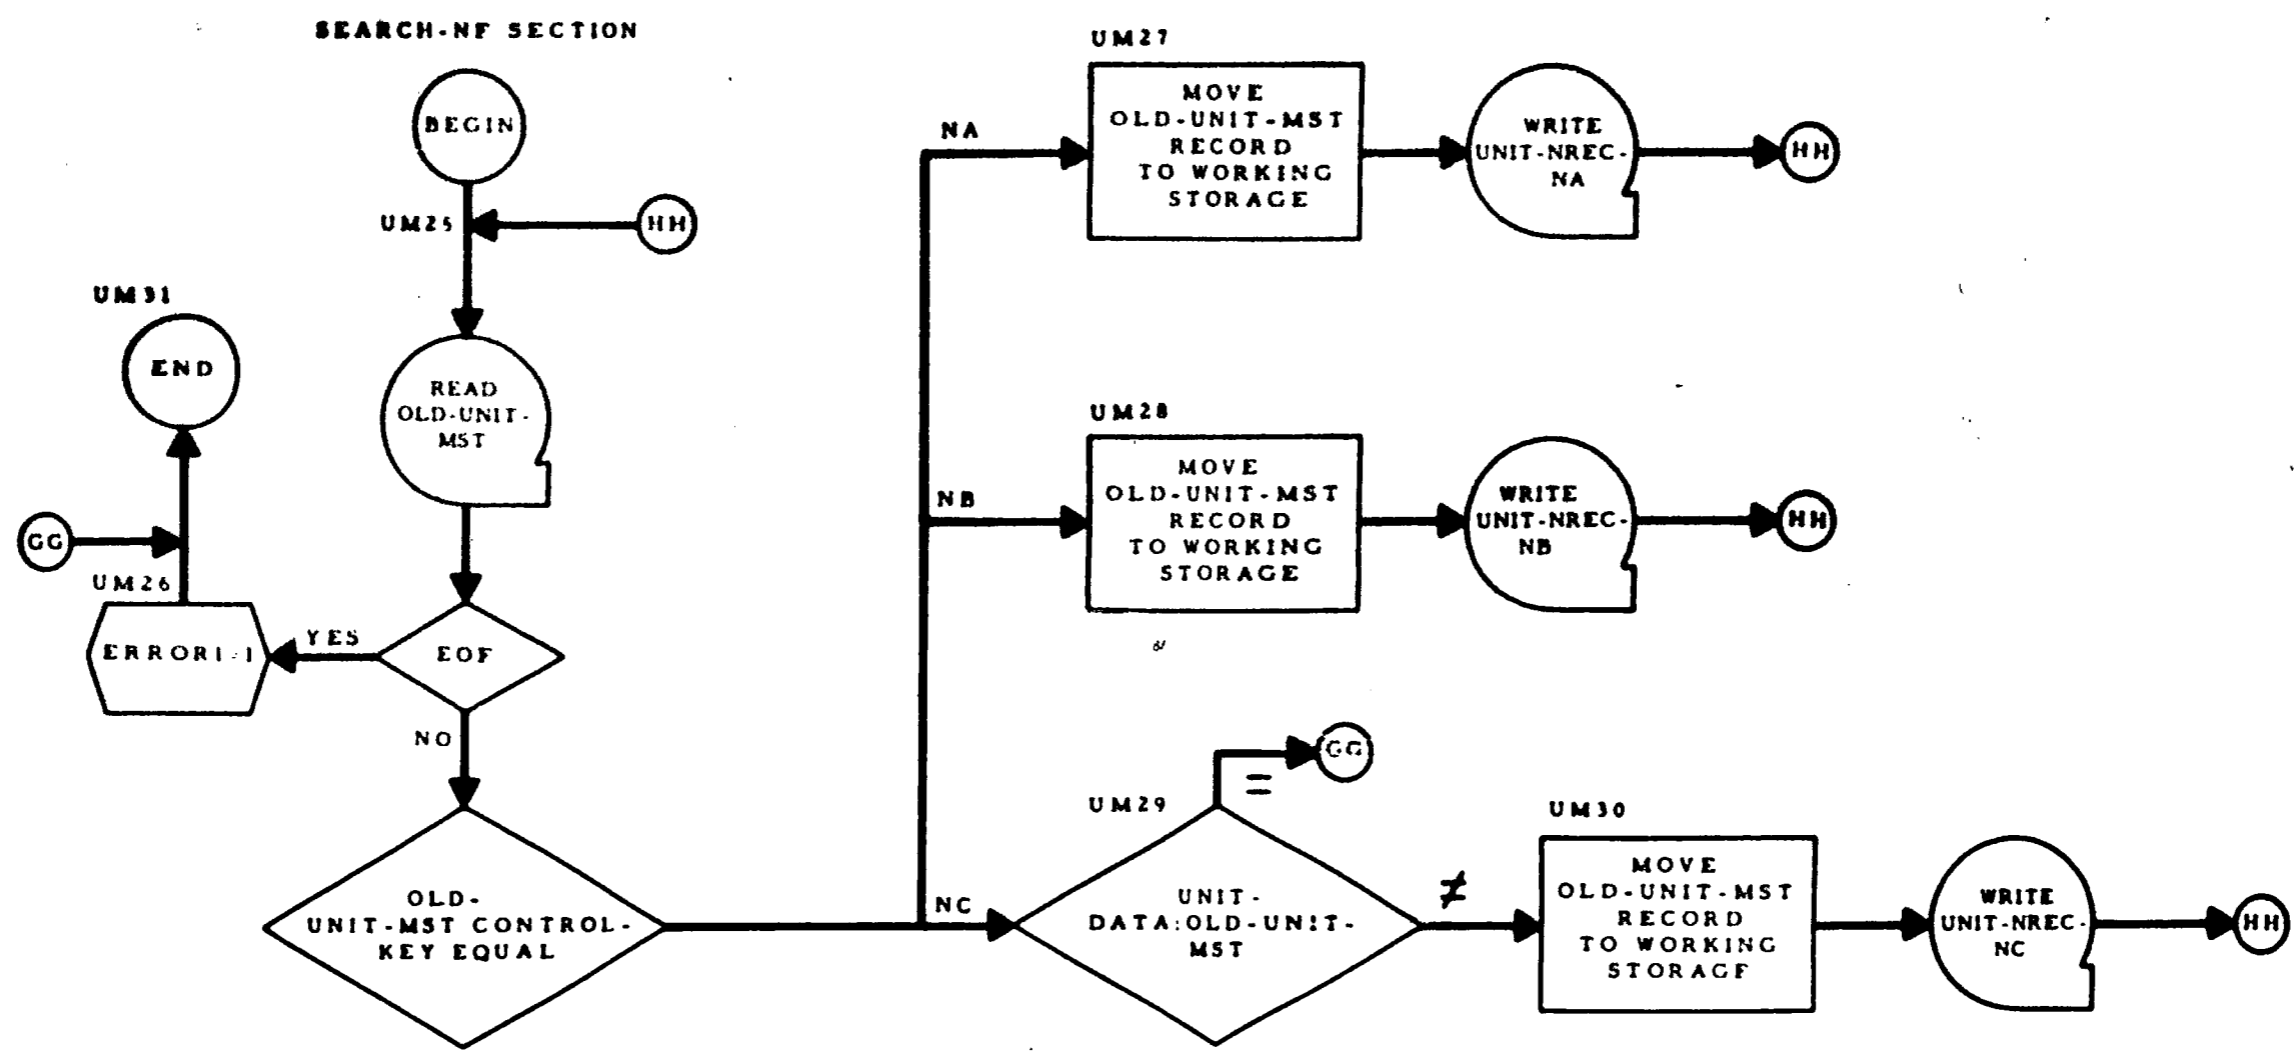 SEARCH-NF SECTION
BEGIN
UM25
HH
READ
OLD-UNIT-
MST
UM31
END
GG
UM26
ERROR1-1
YES
EOF
NO
OLD-
UNIT-MST CONTROL-
KEY EQUAL
NA
UM27
MOVE
OLD-UNIT-MST
RECORD
TO WORKING
STORAGE
WRITE
UNIT-NREC-
NA
HH
NB
UM28
MOVE
OLD-UNIT-MST
RECORD
TO WORKING
STORAGE
WRITE
UNIT-NREC-
NB
HH
NC
UM29
UNIT-
DATA:OLD-UNIT-
MST
=
GG
≠
UM30
MOVE
OLD-UNIT-MST
RECORD
TO WORKING
STORAGE
WRITE
UNIT-NREC-
NC
HH